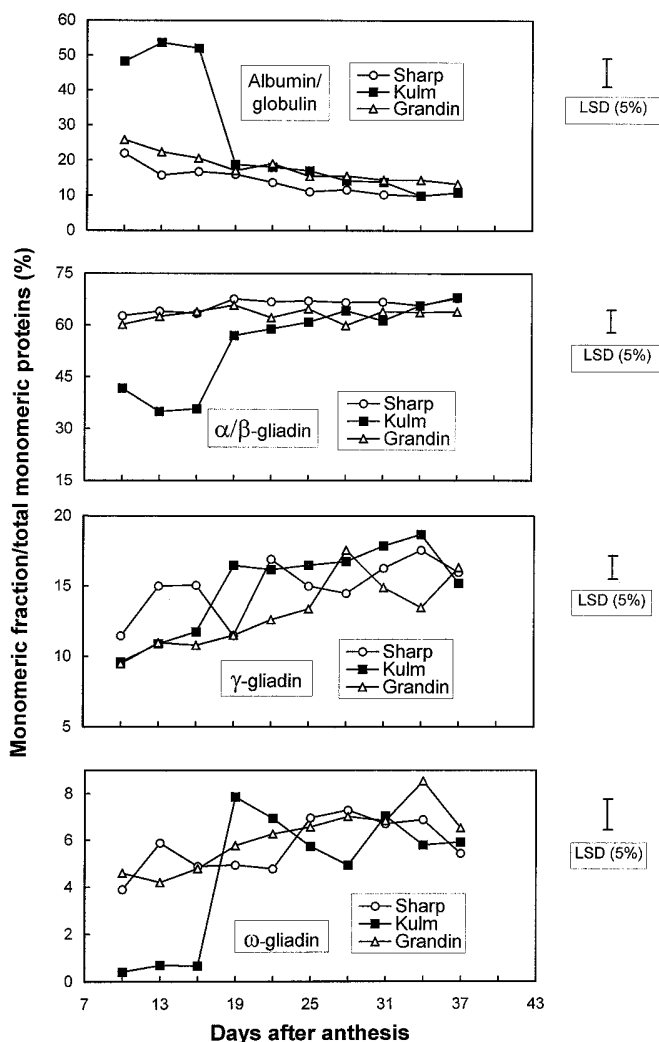 Monomeric fraction/total monomeric proteins (%)
60
50
40
30
20
10
0
Albumin/
globulin
Sharp
Kulm
Grandin
LSD (5%)
75
60
45
30
15
α/β-gliadin
Sharp
Kulm
Grandin
LSD (5%)
20
15
10
5
γ-gliadin
Sharp
Kulm
Grandin
LSD (5%)
8
6
4
2
0
ω-gliadin
Sharp
Kulm
Grandin
LSD (5%)
7 13 16 19 25 31 37 43
Days after anthesis